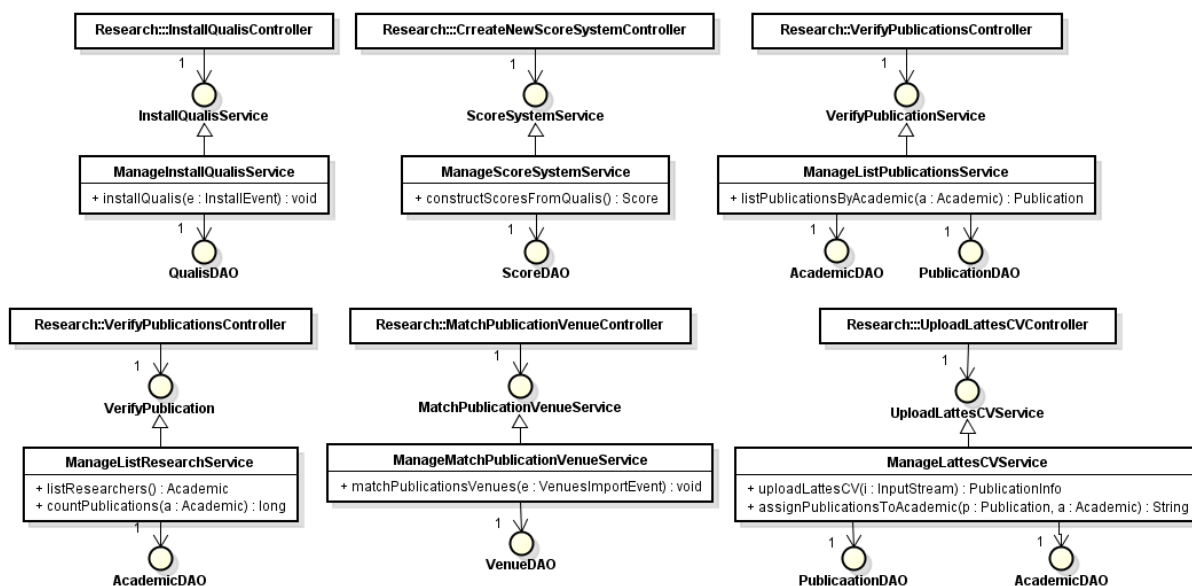 Research:::InstallQualisController
1
InstallQualisService
ManageInstallQualisService
+ installQualis(e : InstallEvent) : void
1
QualisDAO
Research:::CrreateNewScoreSystemController
1
ScoreSystemService
ManageScoreSystemService
+ constructScoresFromQualis() : Score
1
ScoreDAO
Research:::VerifyPublicationsController
1
VerifyPublicationService
ManageListPublicationsService
+ listPublicationsByAcademic(a : Academic) : Publication
1
1
AcademicDAO
PublicationDAO
Research::VerifyPublicationsController
1
VerifyPublication
ManageListResearchService
+ listResearchers() : Academic
+ countPublications(a : Academic) : long
1
AcademicDAO
Research::MatchPublicationVenueController
1
MatchPublicationVenueService
ManageMatchPublicationVenueService
+ matchPublicationsVenues(e : VenuesImportEvent) : void
1
VenueDAO
Research:::UploadLattesCVController
1
UploadLattesCVService
ManageLattesCVService
+ uploadLattesCV(i : InputStream) : PublicationInfo
+ assignPublicationsToAcademic(p : Publication, a : Academic) : String
1
1
PublicaationDAO
AcademicDAO